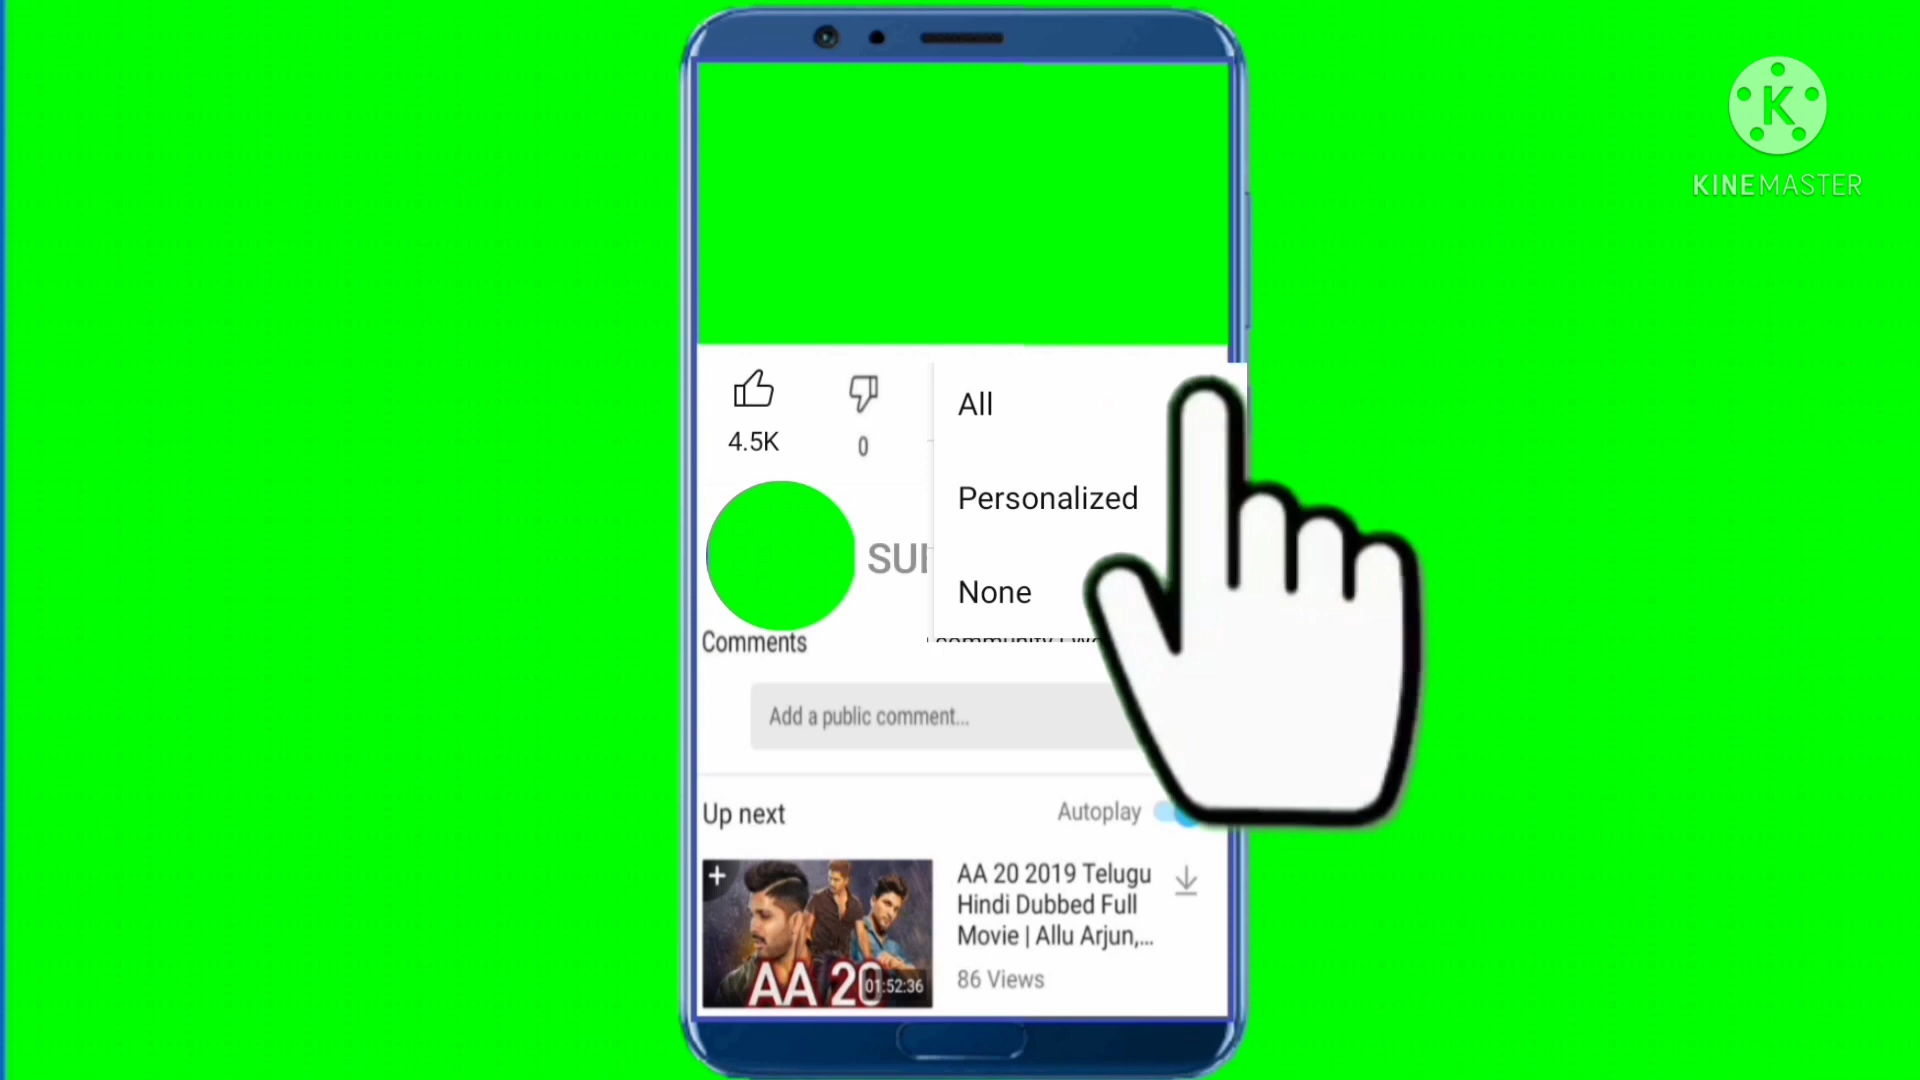 KINEMASTER
4.5K
0
All
Personalized
None
Comments
Add a public comment...
Up next
Autoplay
AA 20 2019 Telugu
Hindi Dubbed Full
Movie | Allu Arjun,...
86 Views
AA 20
01:52:36